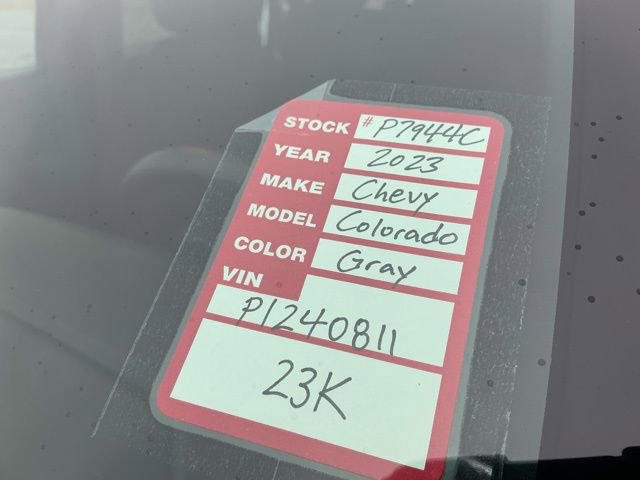 STOCK # P7944C
YEAR 2023
MAKE Chevy
MODEL Colorado
COLOR Gray
VIN
P1240811
23K